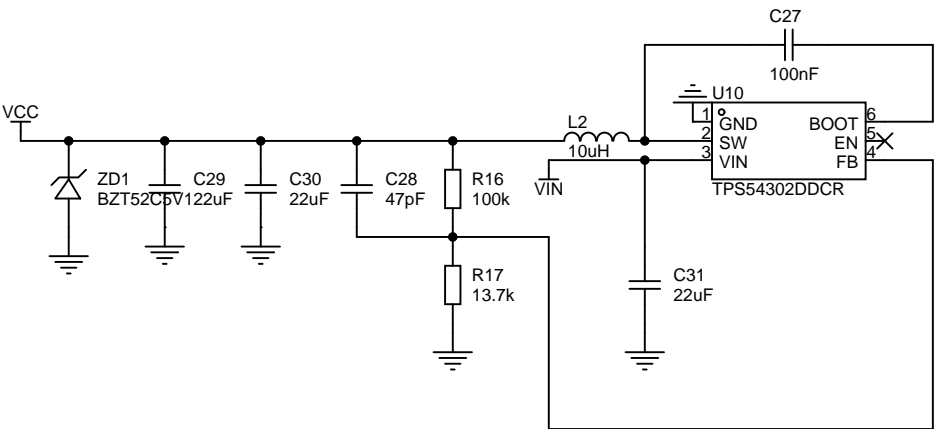 C27
100nF
U10
VCC
L2
10uH
1
2
3
GND
SW
VIN
BOOT
EN
FB
6
5
4
TPS54302DDCR
VIN
ZD1
BZT52C5V1
C29
22uF
C30
22uF
C28
47pF
R16
100k
R17
13.7k
C31
22uF